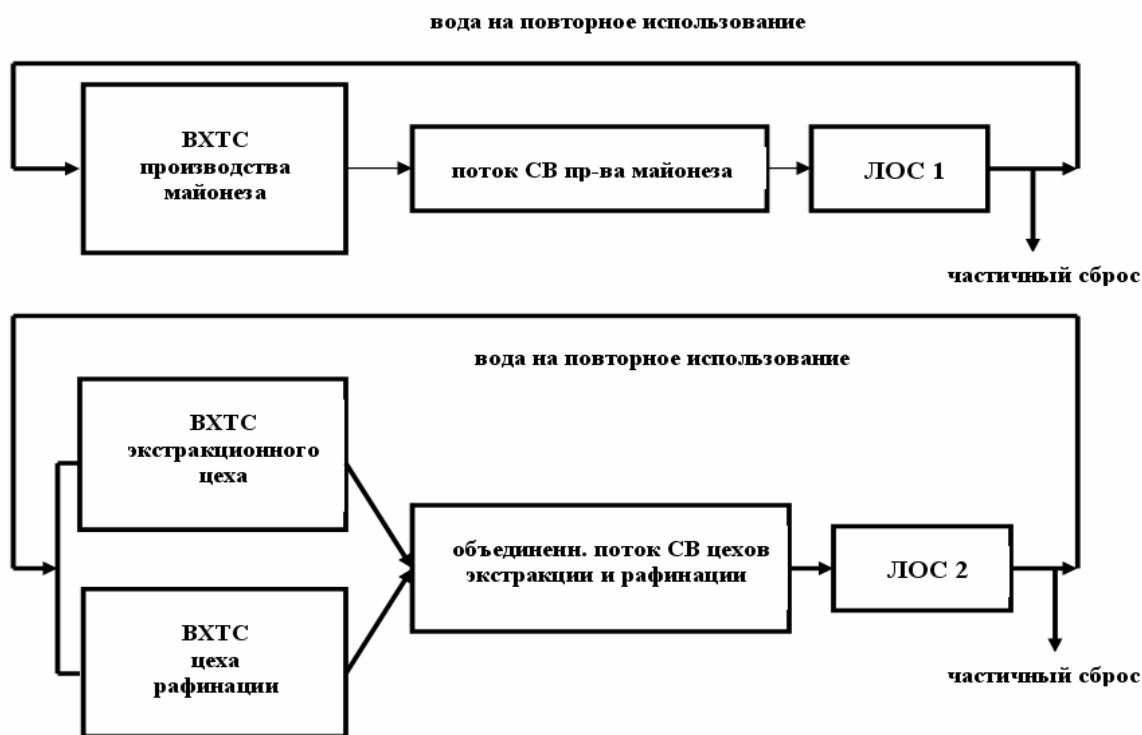 вода на повторное использование
ВХТС
производства
майонеза
поток СВ пр-ва майонеза
ЛОС 1
частичный сброс
вода на повторное использование
ВХТС
экстракционного
цеха
объединенн. поток СВ цехов
экстракции и рафинации
ЛОС 2
ВХТС
цеха
рафинации
частичный сброс